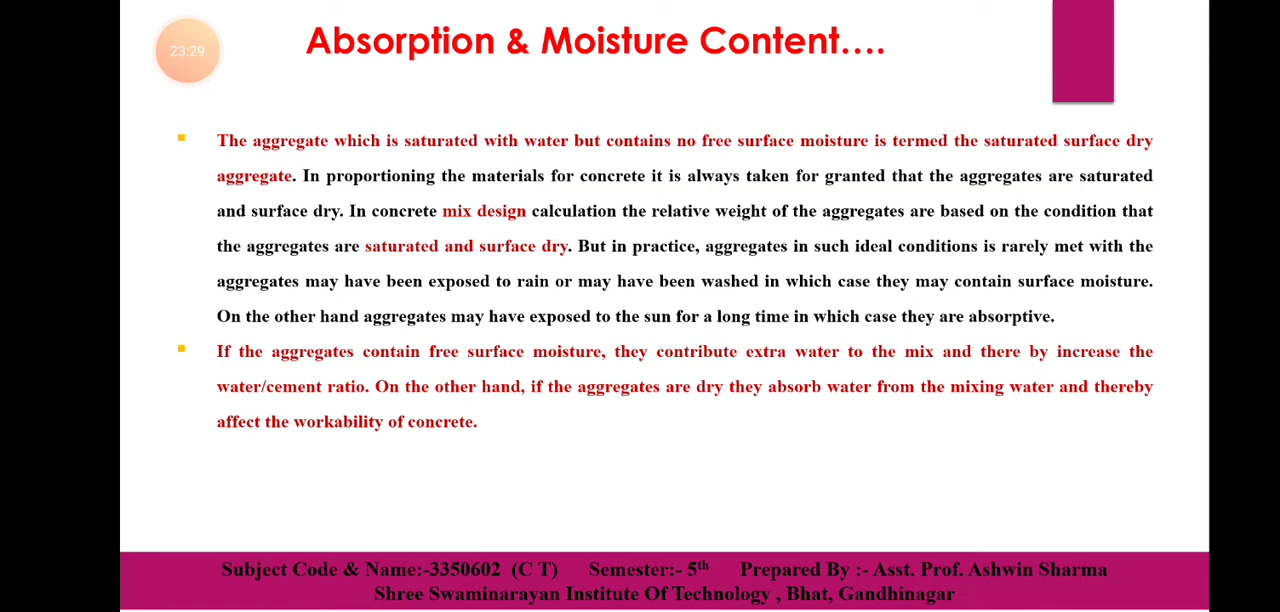 23:29
Absorption & Moisture Content....
The aggregate which is saturated with water but contains no free surface moisture is termed the saturated surface dry
aggregate. In proportioning the materials for concrete it is always taken for granted that the aggregates are saturated
and surface dry. In concrete mix design calculation the relative weight of the aggregates are based on the condition that
the aggregates are saturated and surface dry. But in practice, aggregates in such ideal conditions is rarely met with the
aggregates may have been exposed to rain or may have been washed in which case they may contain surface moisture.
On the other hand aggregates may have exposed to the sun for a long time in which case they are absorptive.
If the aggregates contain free surface moisture, they contribute extra water to the mix and there by increase the
water/cement ratio. On the other hand, if the aggregates are dry they absorb water from the mixing water and thereby
affect the workability of concrete.
Subject Code & Name:-3350602 (C T) Semester:- 5th Prepared By :- Asst. Prof. Ashwin Sharma
Shree Swaminarayan Institute Of Technology , Bhat, Gandhinagar